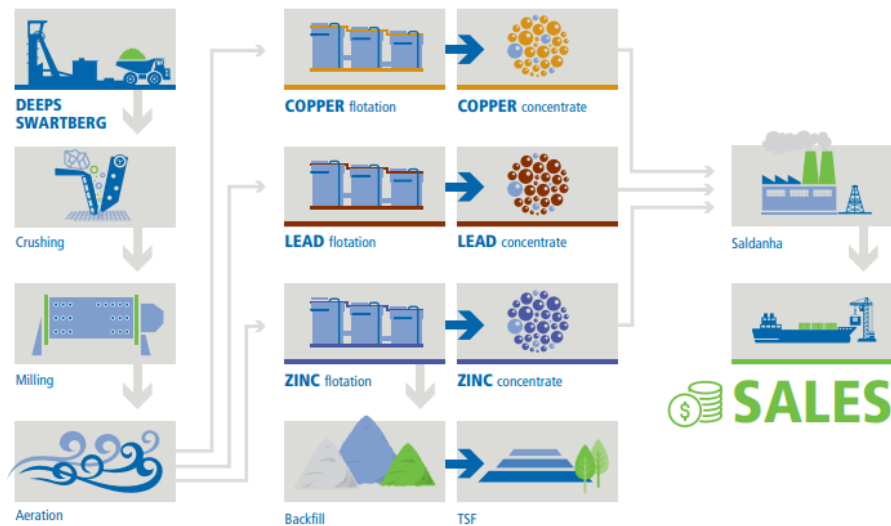 DEEPS
SWARTBERG
COPPER flotation
COPPER concentrate
Crushing
LEAD flotation
LEAD concentrate
Saldanha
Milling
ZINC flotation
ZINC concentrate
$ SALES
Aeration
Backfill
TSF